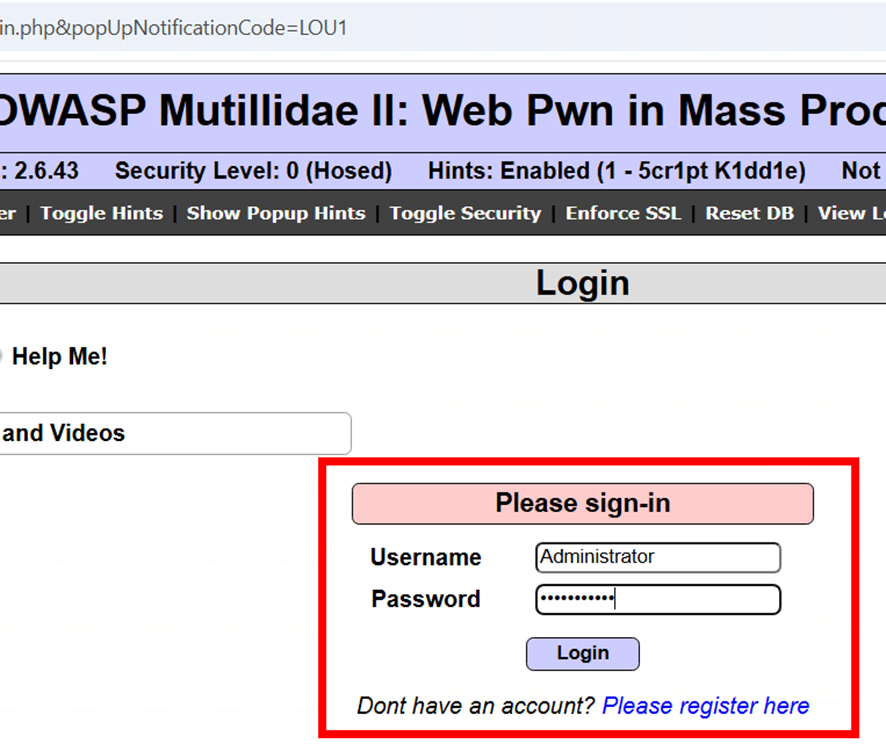 in.php&popUpNotificationCode=LOU1
OWASP Mutillidae II: Web Pwn in Mass Proc
: 2.6.43 Security Level: 0 (Hosed) Hints: Enabled (1 - 5cr1pt K1dd1e) Not
er | Toggle Hints | Show Popup Hints | Toggle Security | Enforce SSL | Reset DB | View L
Login
Help Me!
and Videos
Please sign-in
Username Administrator
Password •••••••••••
Login
Dont have an account? Please register here